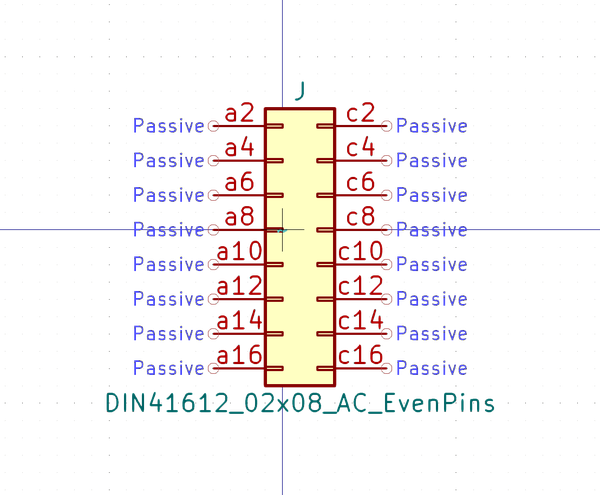 J
Passive a2 c2 Passive
Passive a4 c4 Passive
Passive a6 c6 Passive
Passive a8 c8 Passive
Passive a10 c10 Passive
Passive a12 c12 Passive
Passive a14 c14 Passive
Passive a16 c16 Passive
DIN41612_02x08_AC_EvenPins